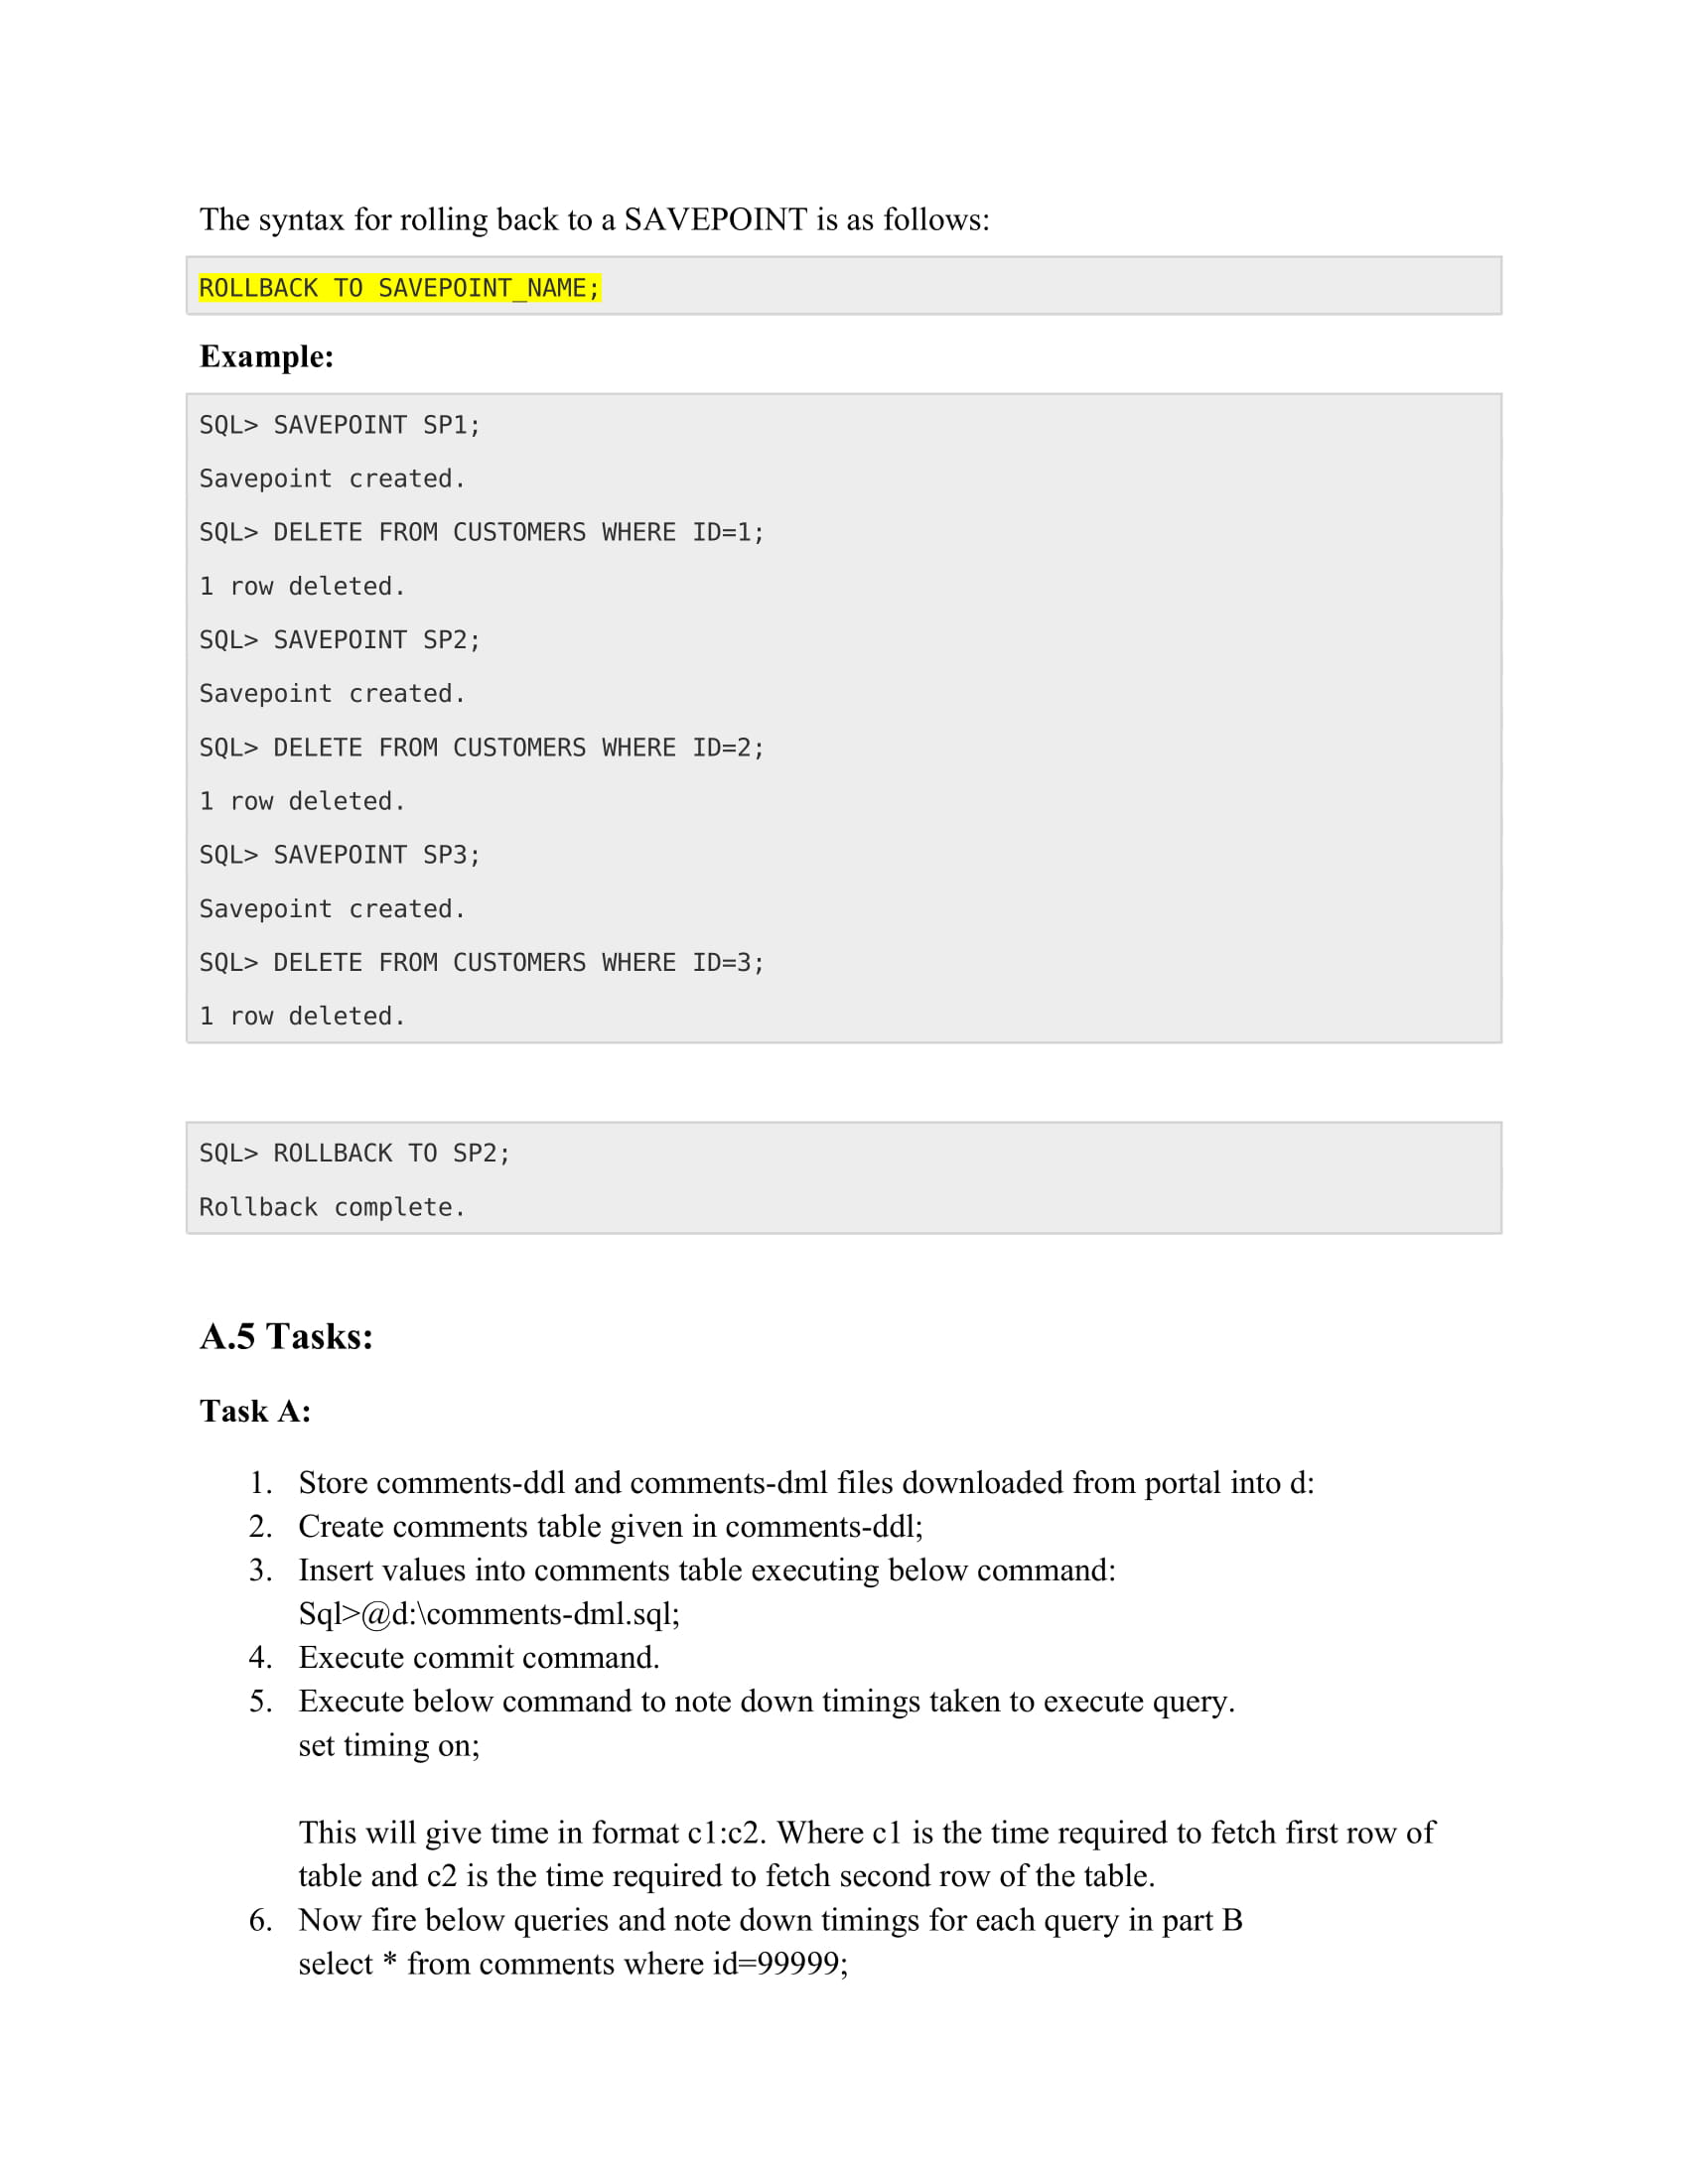 The syntax for rolling back to a SAVEPOINT is as follows:
ROLLBACK TO SAVEPOINT_NAME;
Example:
SQL> SAVEPOINT SP1;
Savepoint created.
SQL> DELETE FROM CUSTOMERS WHERE ID=1;
1 row deleted.
SQL> SAVEPOINT SP2;
Savepoint created.
SQL> DELETE FROM CUSTOMERS WHERE ID=2;
1 row deleted.
SQL> SAVEPOINT SP3;
Savepoint created.
SQL> DELETE FROM CUSTOMERS WHERE ID=3;
1 row deleted.
SQL> ROLLBACK TO SP2;
Rollback complete.
A.5 Tasks:
Task A:
1. Store comments-ddl and comments-dml files downloaded from portal into d:
2. Create comments table given in comments-ddl;
3. Insert values into comments table executing below command:
Sql>@d:\comments-dml.sql;
4. Execute commit command.
5. Execute below command to note down timings taken to execute query.
set timing on;
This will give time in format c1:c2. Where c1 is the time required to fetch first row of
table and c2 is the time required to fetch second row of the table.
6. Now fire below queries and note down timings for each query in part B
select * from comments where id=99999;